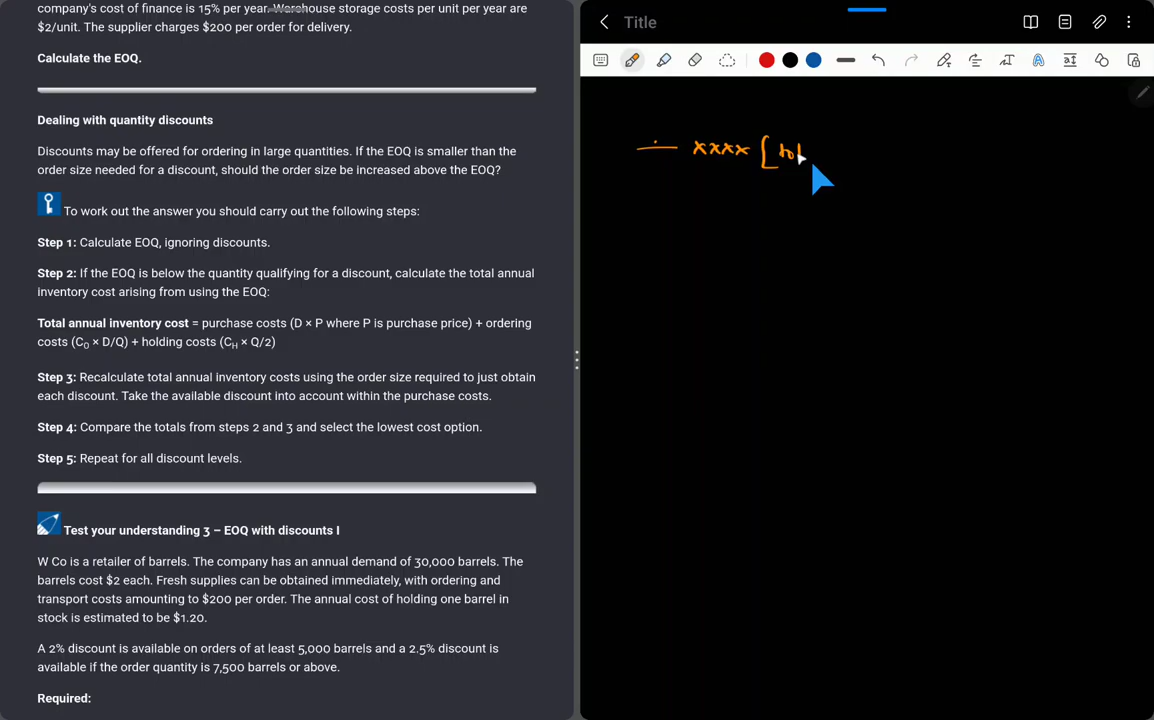 company's cost of finance is 15% per year. Warehouse storage costs per unit per year are
$2/unit. The supplier charges $200 per order for delivery.
Calculate the EOQ.
Dealing with quantity discounts
Discounts may be offered for ordering in large quantities. If the EOQ is smaller than the
order size needed for a discount, should the order size be increased above the EOQ?
To work out the answer you should carry out the following steps:
Step 1: Calculate EOQ, ignoring discounts.
Step 2: If the EOQ is below the quantity qualifying for a discount, calculate the total annual
inventory cost arising from using the EOQ:
Total annual inventory cost = purchase costs (D × P where P is purchase price) + ordering
costs (C₀ × D/Q) + holding costs (Cₕ × Q/2)
Step 3: Recalculate total annual inventory costs using the order size required to just obtain
each discount. Take the available discount into account within the purchase costs.
Step 4: Compare the totals from steps 2 and 3 and select the lowest cost option.
Step 5: Repeat for all discount levels.
Test your understanding 3 – EOQ with discounts I
W Co is a retailer of barrels. The company has an annual demand of 30,000 barrels. The
barrels cost $2 each. Fresh supplies can be obtained immediately, with ordering and
transport costs amounting to $200 per order. The annual cost of holding one barrel in
stock is estimated to be $1.20.
A 2% discount is available on orders of at least 5,000 barrels and a 2.5% discount is
available if the order quantity is 7,500 barrels or above.
Required:
Title
xxxx [tot